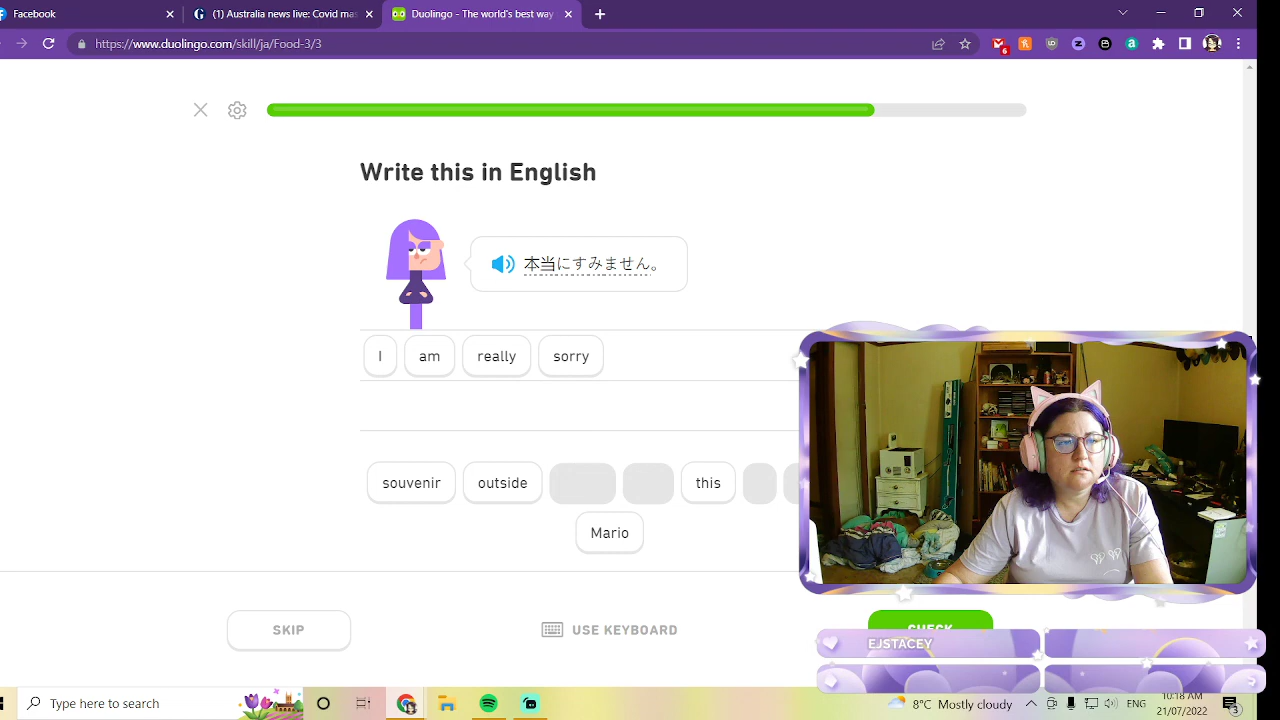 Facebook
(1) Australia news live: Covid mas
Duolingo - The world's best way
https://www.duolingo.com/skill/ja/Food-3/3
6
Write this in English
本当にすみません。
I am really sorry
souvenir outside this
Mario
SKIP
USE KEYBOARD
CHECK
EJSTACEY
Type here to search
8°C Mostly cloudy
ENG
10:18 AM
21/07/2022